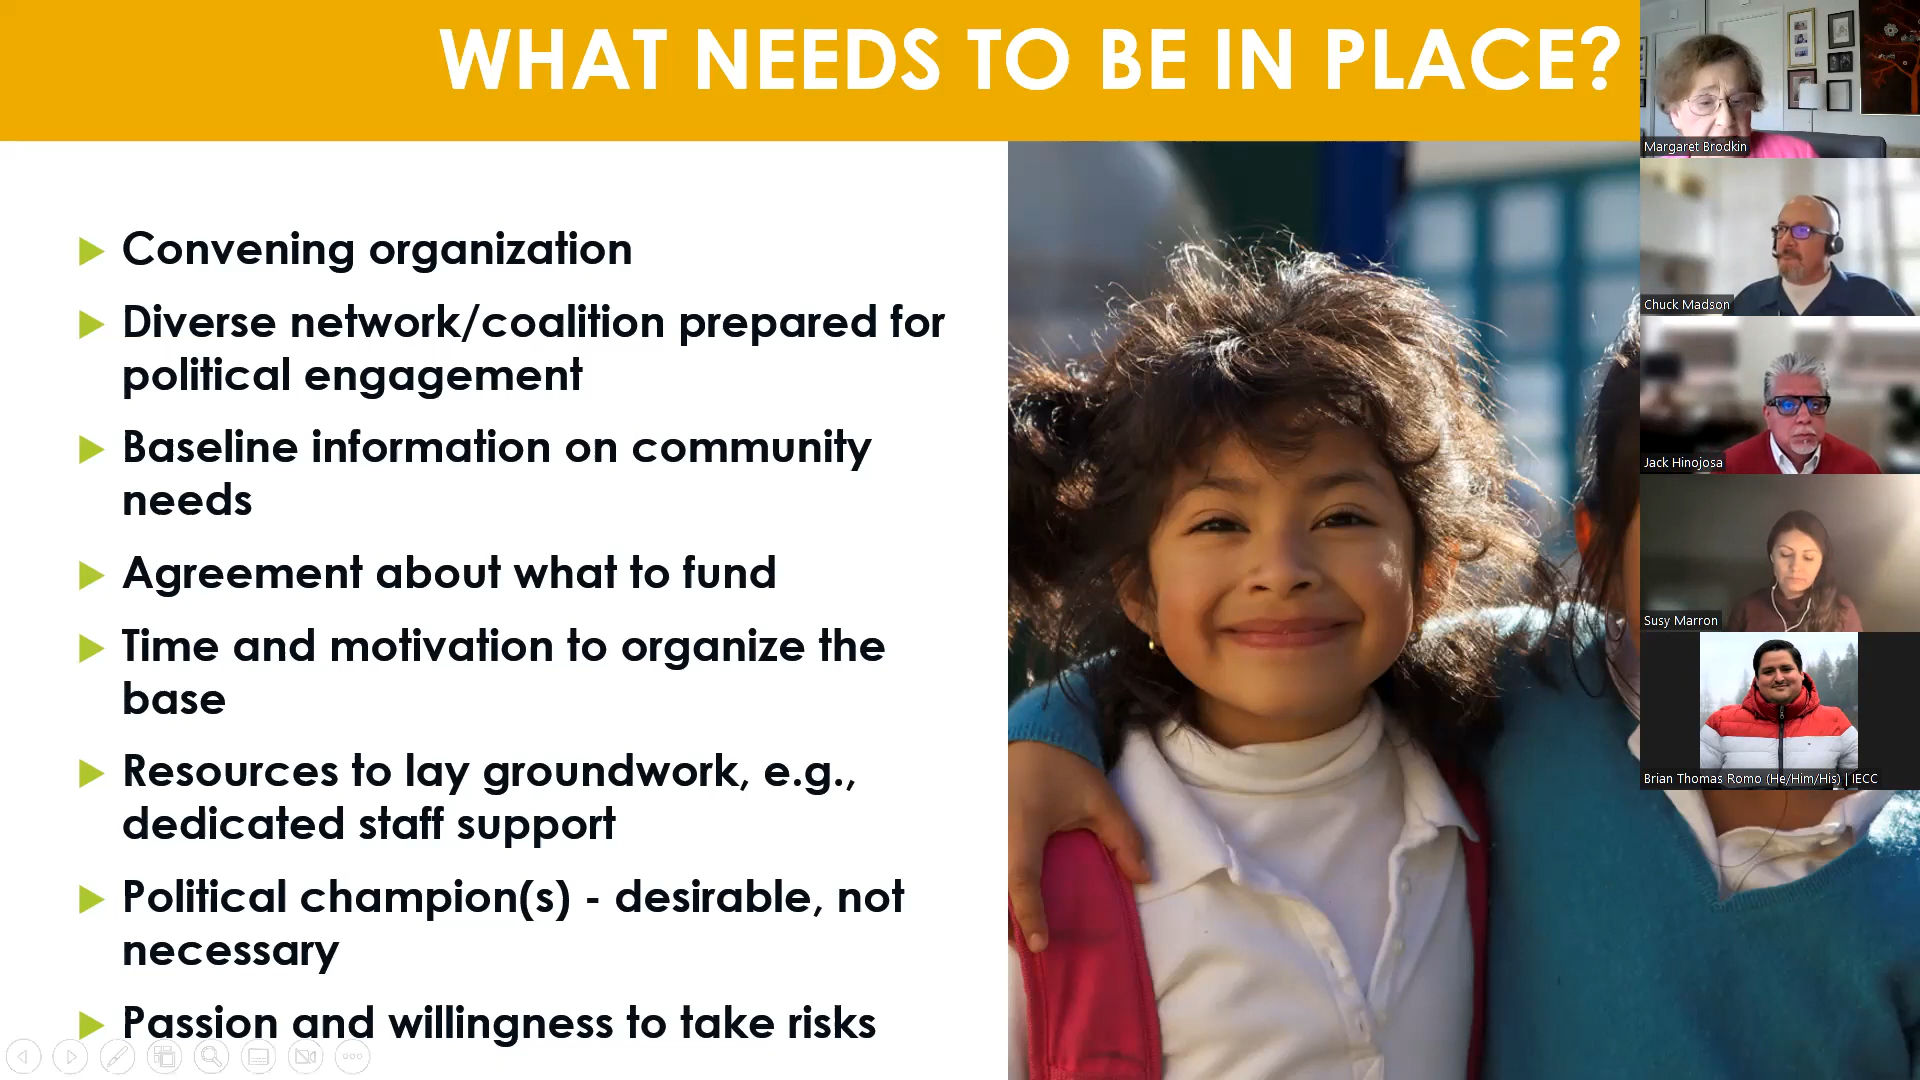 WHAT NEEDS TO BE IN PLACE?
Convening organization
Diverse network/coalition prepared for
political engagement
Baseline information on community
needs
Agreement about what to fund
Time and motivation to organize the
base
Resources to lay groundwork, e.g.,
dedicated staff support
Political champion(s) - desirable, not
necessary
Passion and willingness to take risks
Margaret Brodkin
Chuck Madson
Jack Hinojosa
Susy Marron
Brian Thomas Romo (He/Him/His) | IECC